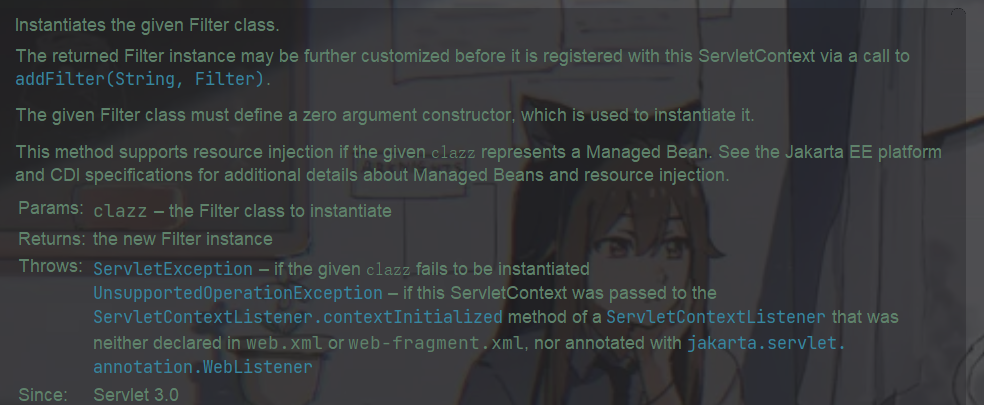 Instantiates the given Filter class.
The returned Filter instance may be further customized before it is registered with this ServletContext via a call to
addFilter(String, Filter).
The given Filter class must define a zero argument constructor, which is used to instantiate it.
This method supports resource injection if the given clazz represents a Managed Bean. See the Jakarta EE platform
and CDI specifications for additional details about Managed Beans and resource injection.
Params: clazz – the Filter class to instantiate
Returns: the new Filter instance
Throws: ServletException – if the given clazz fails to be instantiated
UnsupportedOperationException – if this ServletContext was passed to the
ServletContextListener.contextInitialized method of a ServletContextListener that was
neither declared in web.xml or web-fragment.xml, nor annotated with jakarta.servlet.
annotation.WebListener
Since: Servlet 3.0